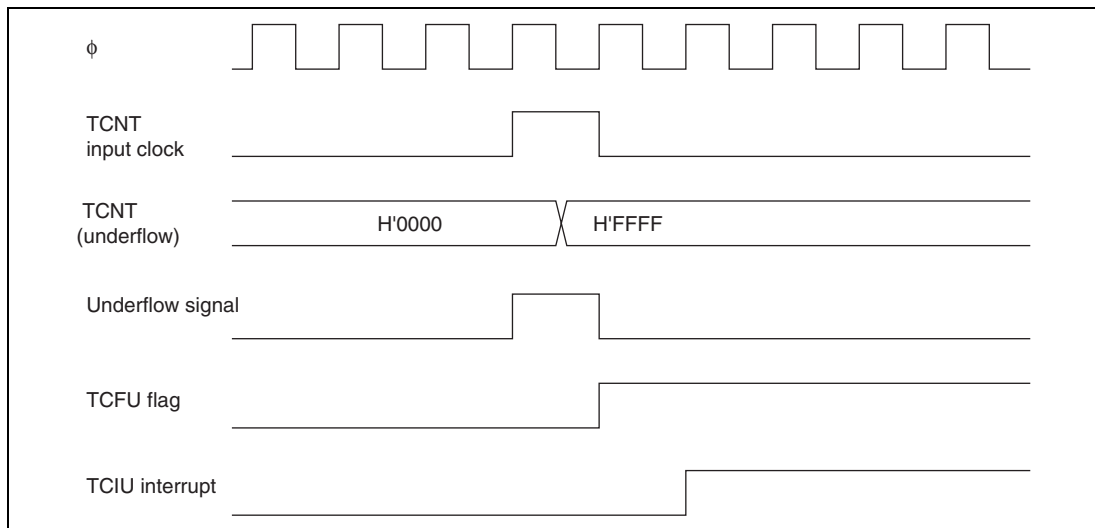 ϕ
TCNT
input clock
TCNT
(underflow)
H'0000 H'FFFF
Underflow signal
TCFU flag
TCIU interrupt